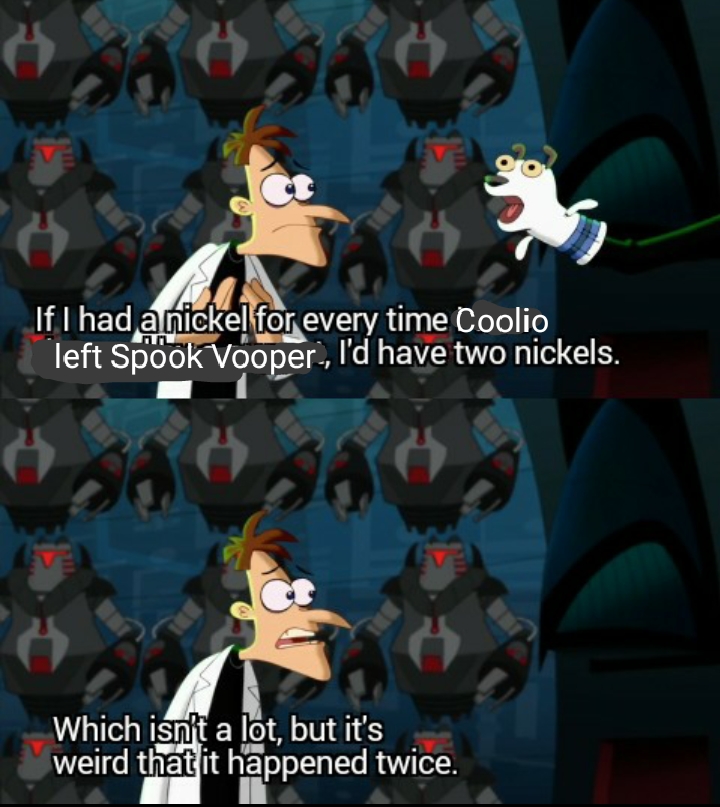 If I had a nickel for every time Coolio
left Spook Vooper, I'd have two nickels.
Which isn't a lot, but it's
weird that it happened twice.